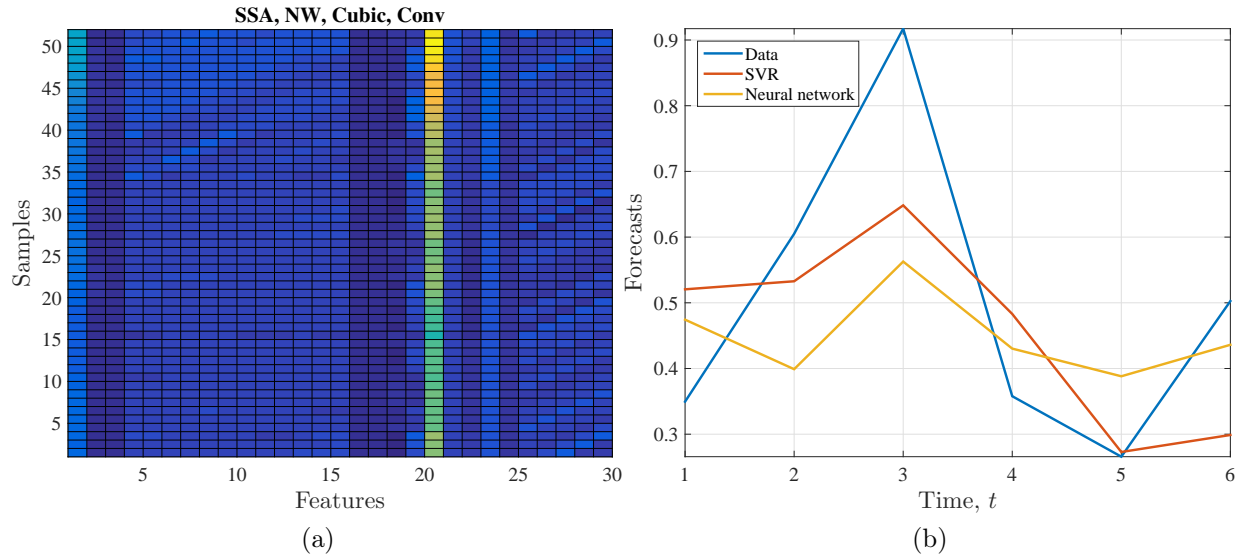 SSA, NW, Cubic, Conv
50
45
40
35
30
25
20
15
10
5
Samples
5 10 15 20 25 30
Features
(a)
Data
SVR
Neural network
0.9
0.8
0.7
0.6
0.5
0.4
0.3
Forecasts
1 2 3 4 5 6
Time, t
(b)